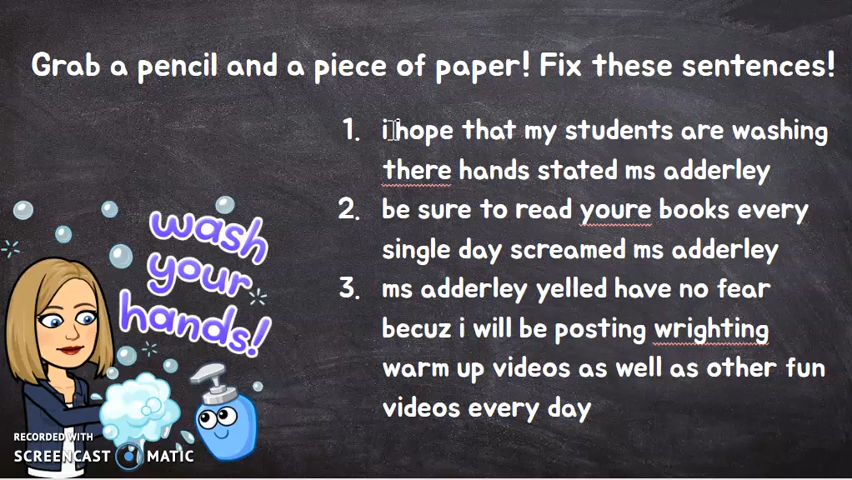 Grab a pencil and a piece of paper! Fix these sentences!
1. i hope that my students are washing
there hands stated ms adderley
2. be sure to read youre books every
single day screamed ms adderley
3. ms adderley yelled have no fear
becuz i will be posting wrighting
warm up videos as well as other fun
videos every day
wash
your
hands!
RECORDED WITH
SCREENCAST MATIC